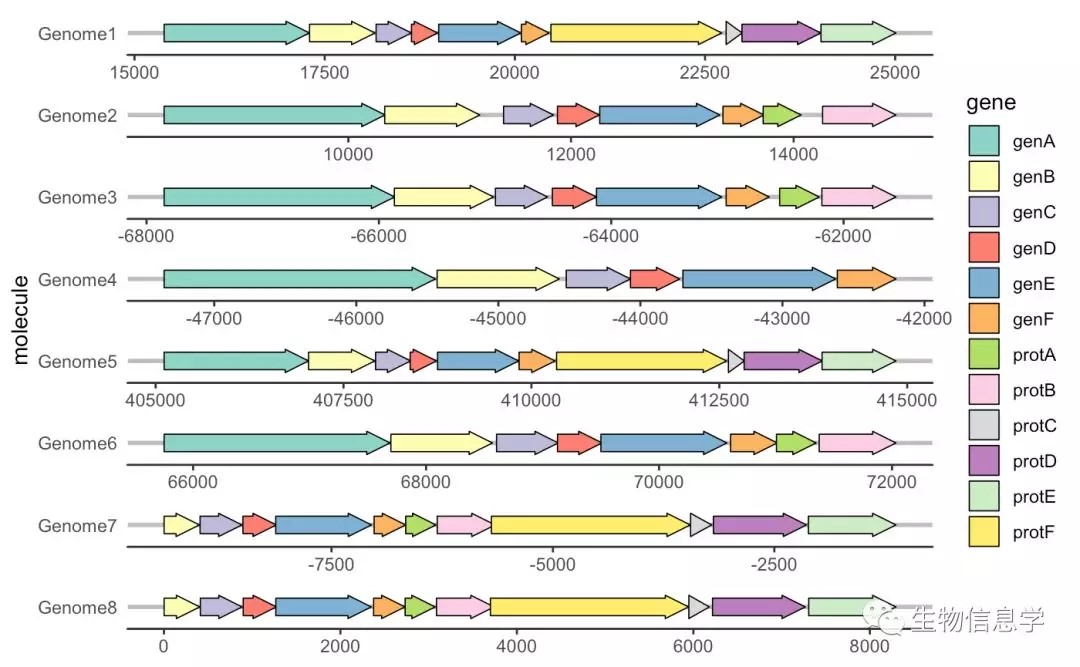 Genome1
15000 17500 20000 22500 25000
Genome2
10000 12000 14000
Genome3
-68000 -66000 -64000 -62000
Genome4
-47000 -46000 -45000 -44000 -43000 -42000
Genome5
405000 407500 410000 412500 415000
Genome6
66000 68000 70000 72000
Genome7
-7500 -5000 -2500
Genome8
0 2000 4000 6000 8000
molecule
gene
genA
genB
genC
genD
genE
genF
protA
protB
protC
protD
protE
protF
生物信息学